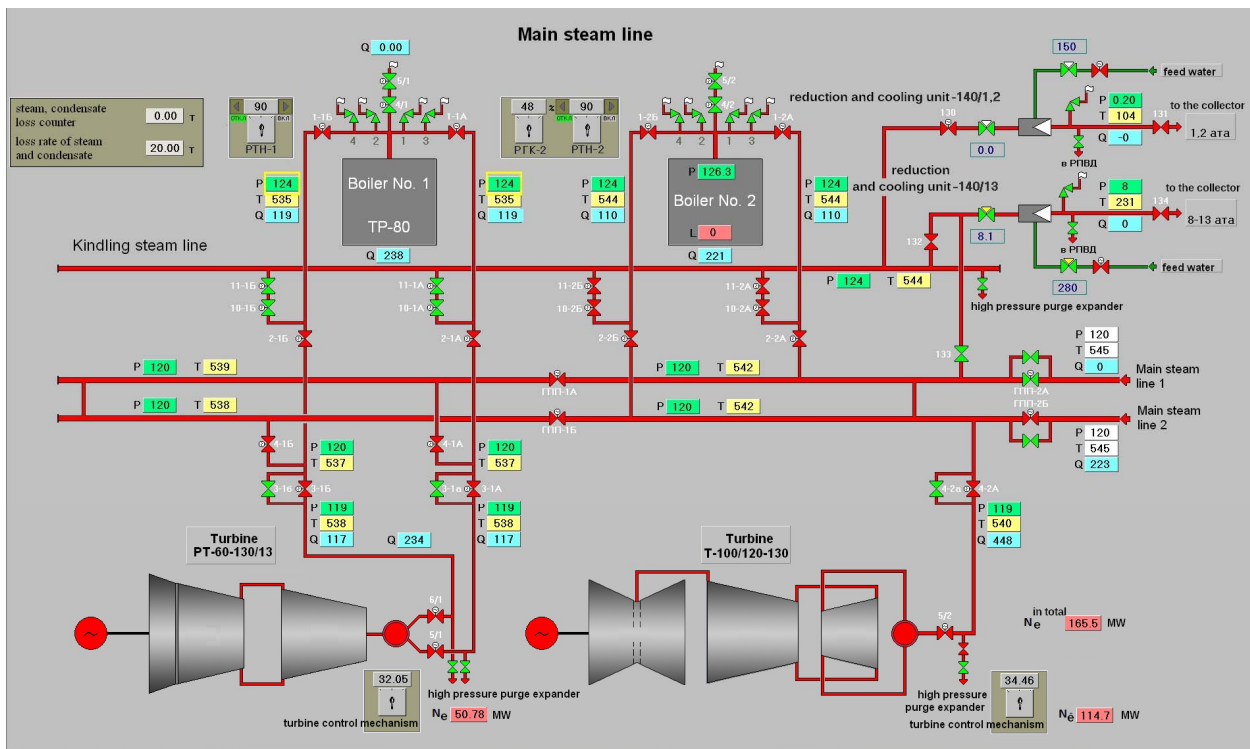 Main steam line
Q 0.00
150
feed water
steam, condensate
loss counter
0.00 т
loss rate of steam
and condensate
20.00 т
90
ОТКЛ ВКЛ
РТН-1
48 %
РГК-2
90
ОТКЛ ВКЛ
РТН-2
5/1
4/1
1-1Б
4 2 1 3
1-1А
5/2
4/2
1-2Б
4 2 1 3
1-2А
reduction and cooling unit -140/1,2
130
0.0
P 0.20
T 104
Q -0
131
to the collector
1,2 ата
в РПВД
reduction
and cooling unit -140/13
132
8.1
P 8
T 231
Q 0
134
to the collector
8-13 ата
в РПВД
feed water
280
P 124
T 535
Q 119
Boiler No. 1
TP-80
Q 238
P 124
T 535
Q 119
P 124
T 544
Q 110
P 126.3
Boiler No. 2
L 0
Q 221
P 124
T 544
Q 110
Kindling steam line
P 124 T 544
high pressure purge expander
11-1Б
10-1Б
2-1Б
11-1А
10-1А
2-1А
11-2Б
10-2Б
2-2Б
11-2А
10-2А
2-2А
133
P 120
T 545
Q 0
Main steam
line 1
P 120 T 539
ГПП-1А
P 120 T 542
ГПП-2А
ГПП-2Б
P 120 T 538
ГПП-1Б
P 120 T 542
Main steam
line 2
P 120
T 545
Q 223
4-1Б
P 120
T 537
4-1А
P 120
T 537
3-1б
3-1Б
3-1а
3-1А
4-2а
4-2А
P 119
T 538
Q 117
Q 234
P 119
T 538
Q 117
P 119
T 540
Q 448
Turbine
PT-60-130/13
Turbine
T-100/120-130
6/1
5/1
5/2
in total
Ne 165.5 MW
32.05
high pressure purge expander
turbine control mechanism
Ne 50.78 MW
high pressure
purge expander
34.46
turbine control mechanism
Nė 114.7 MW